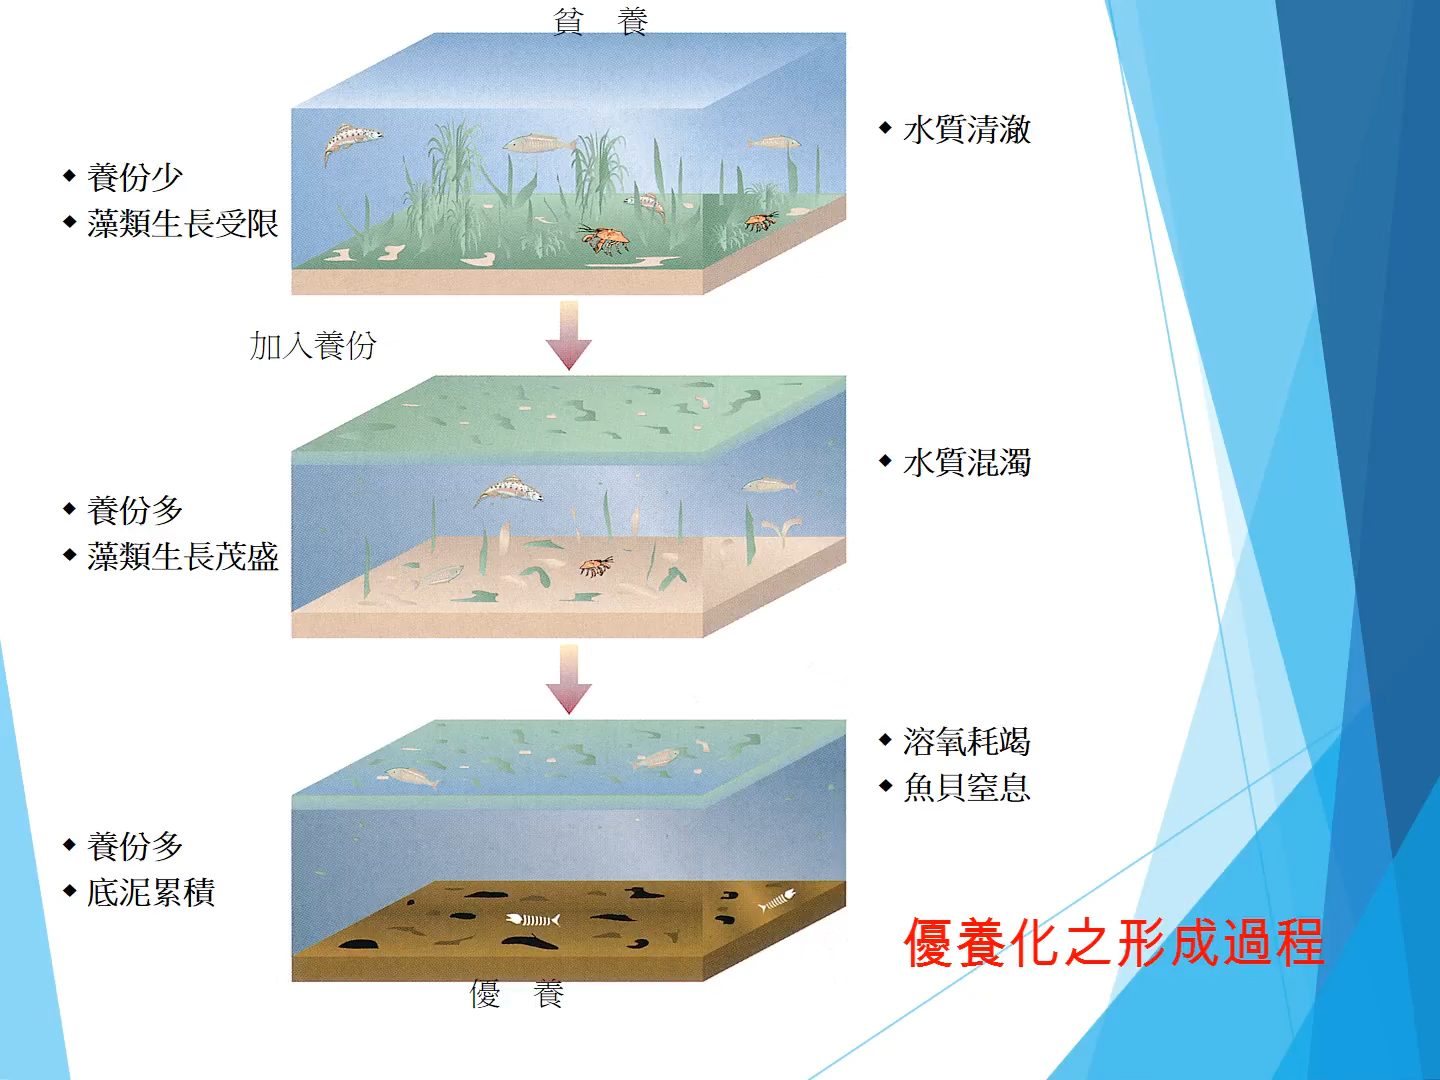 貧 養
◆ 水質清澈
◆ 養份少
◆ 藻類生長受限
加入養份
◆ 水質混濁
◆ 養份多
◆ 藻類生長茂盛
◆ 溶氧耗竭
◆ 魚貝窒息
◆ 養份多
◆ 底泥累積
優養化之形成過程
優 養